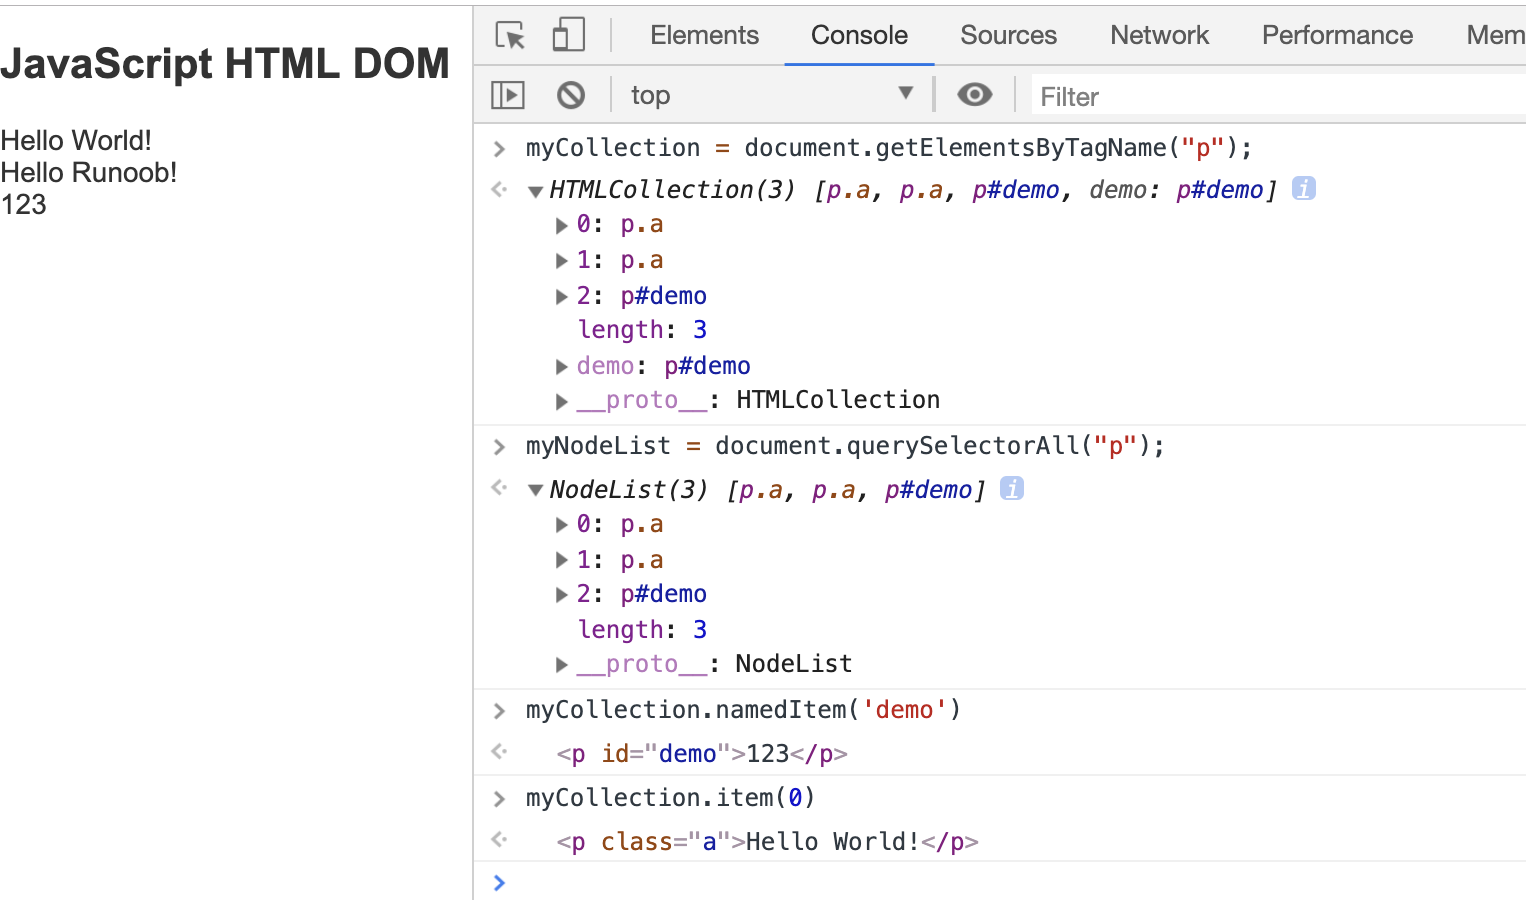 JavaScript HTML DOM
Hello World!
Hello Runoob!
123
Elements Console Sources Network Performance Mem
top Filter
myCollection = document.getElementsByTagName("p");
HTMLCollection(3) [p.a, p.a, p#demo, demo: p#demo] i
0: p.a
1: p.a
2: p#demo
length: 3
demo: p#demo
__proto__: HTMLCollection
myNodeList = document.querySelectorAll("p");
NodeList(3) [p.a, p.a, p#demo] i
0: p.a
1: p.a
2: p#demo
length: 3
__proto__: NodeList
myCollection.namedItem('demo')
<p id="demo">123</p>
myCollection.item(0)
<p class="a">Hello World!</p>